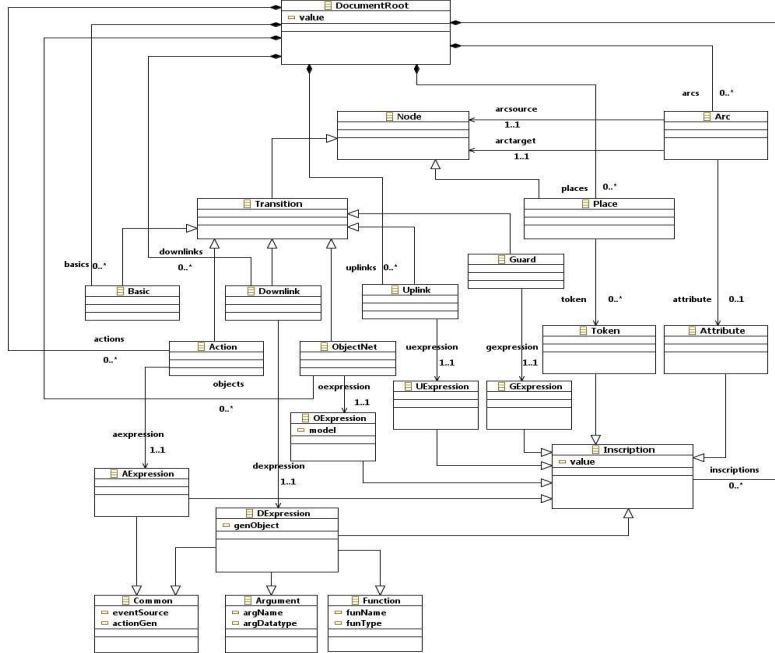 DocumentRoot
value
arcs 0..*
arcsource
Node
Arc
1..1
arctarget
1..1
places 0..*
Transition
Place
downlinks
basics 0..*
0..*
uplinks 0..*
Guard
Basic
Downlink
Uplink
token 0..*
attribute 0..1
actions
Action
ObjectNet
Token
Attribute
0..*
uexpression
gexpression
1..1
1..1
objects
oexpression
UExpression
GExpression
0..*
1..1
OExpression
model
aexpression
1..1
Inscription
value
dexpression
inscriptions
AExpression
1..1
0..*
DExpression
genObject
Common
Argument
Function
eventSource
argName
funName
actionGen
argDatatype
funType